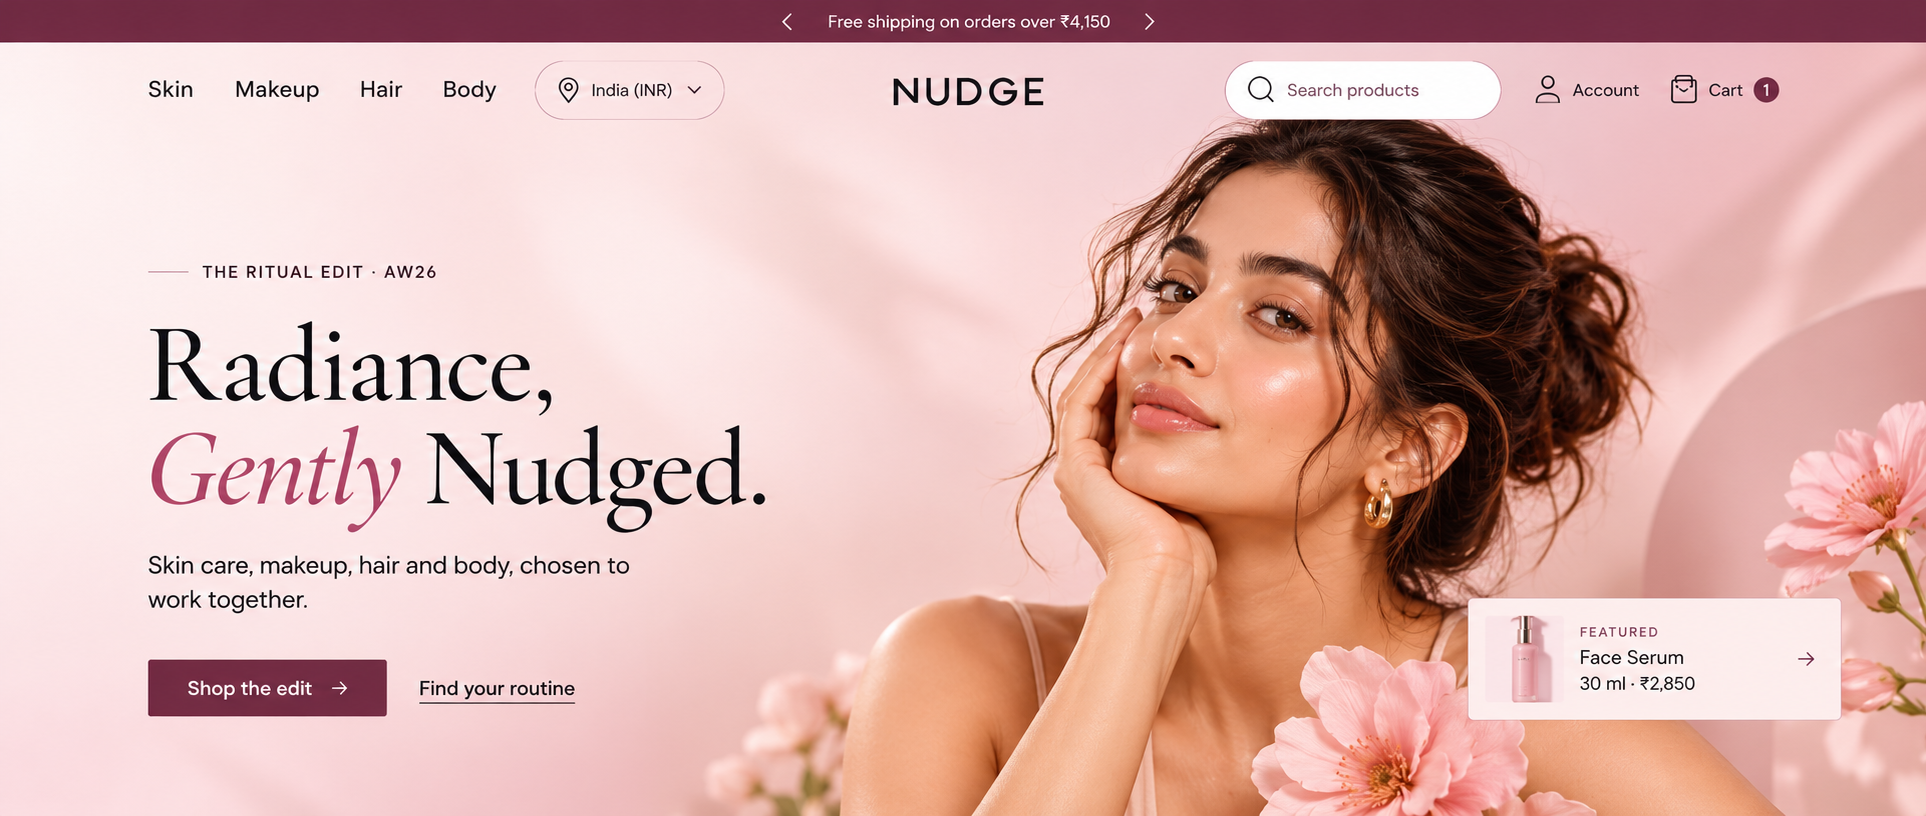 Free shipping on orders over ₹4,150
Skin
Makeup
Hair
Body
India (INR)
NUDGE
Search products
Account
Cart
1
THE RITUAL EDIT · AW26
Radiance,
Gently Nudged.
Skin care, makeup, hair and body, chosen to
work together.
Shop the edit
Find your routine
FEATURED
Face Serum
30 ml · ₹2,850